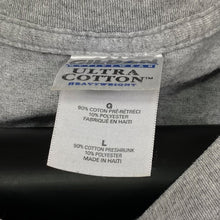 ULTRA
COTTON™
HEAVYWEIGHT
G
90% COTON PRÉ-RÉTRÉCI
10% POLYESTER
FABRIQUÉ EN HAITI
L
90% COTTON PRESHRUNK
10% POLYESTER
MADE IN HAITI